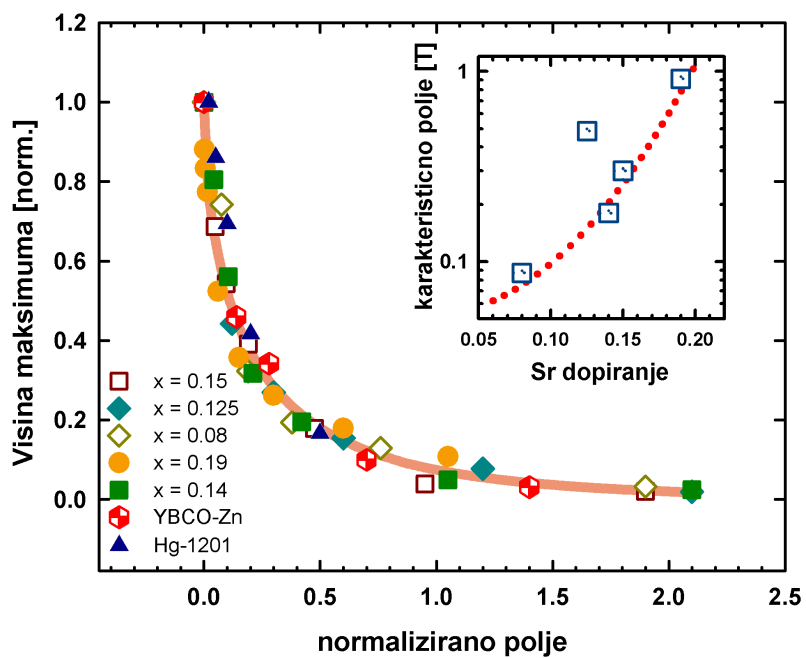 1.2
1.0
0.8
0.6
0.4
0.2
0.0
Visina maksimuma [norm.]
0.0 0.5 1.0 1.5 2.0 2.5
normalizirano polje
x = 0.15
x = 0.125
x = 0.08
x = 0.19
x = 0.14
YBCO-Zn
Hg-1201
karakteristicno polje [T]
1
0.1
0.05 0.10 0.15 0.20
Sr dopiranje